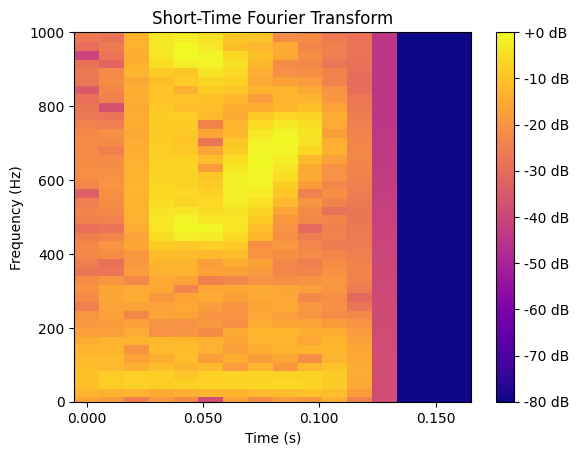 Short-Time Fourier Transform
1000
800
600
400
200
0
Frequency (Hz)
0.000
0.050
0.100
0.150
Time (s)
+0 dB
-10 dB
-20 dB
-30 dB
-40 dB
-50 dB
-60 dB
-70 dB
-80 dB